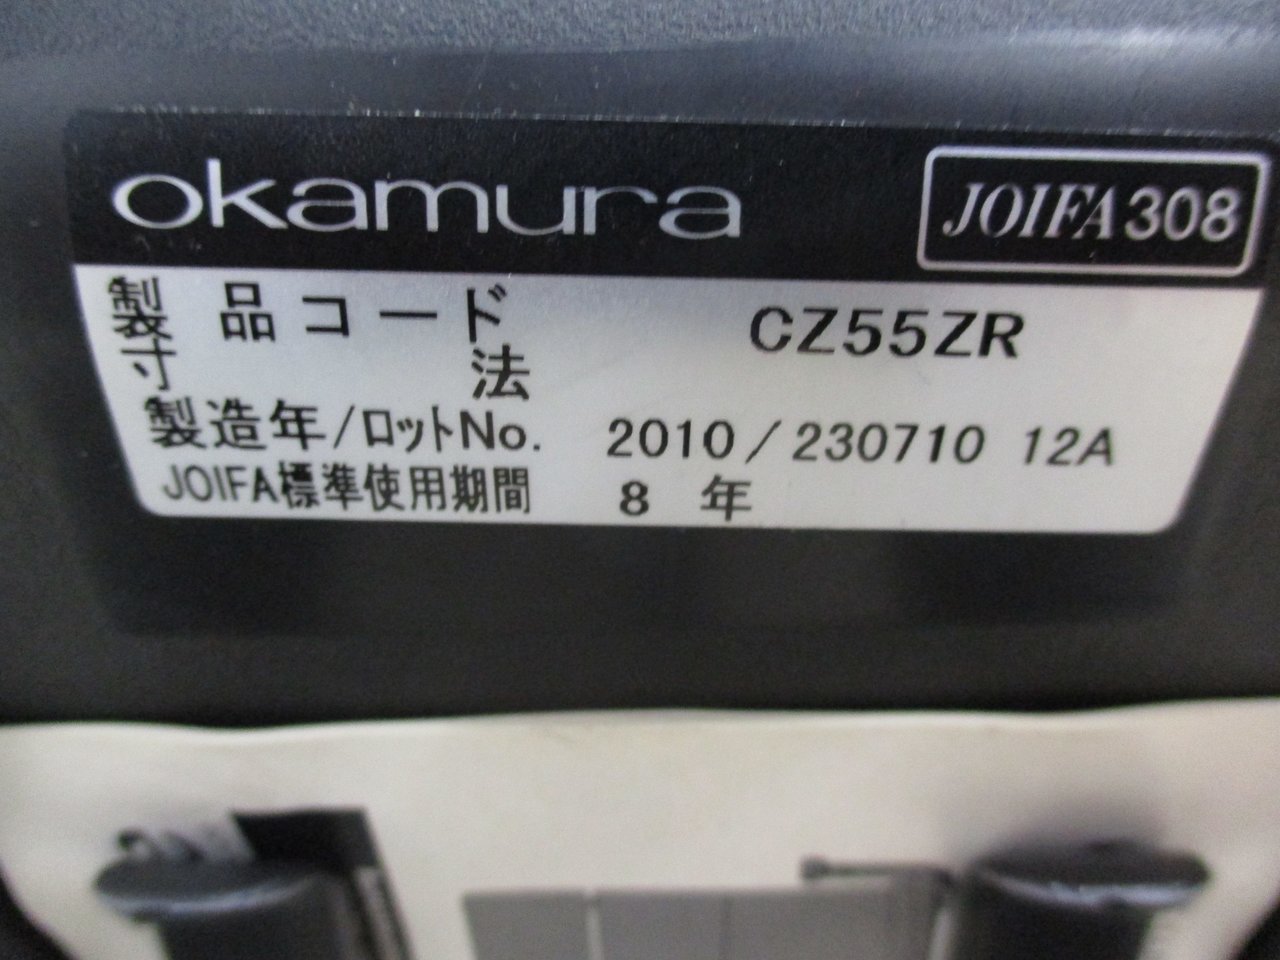 okamura JOIFA308
製品コード CZ55ZR
寸法
製造年/ロットNo. 2010/230710 12A
JOIFA標準使用期間 8年